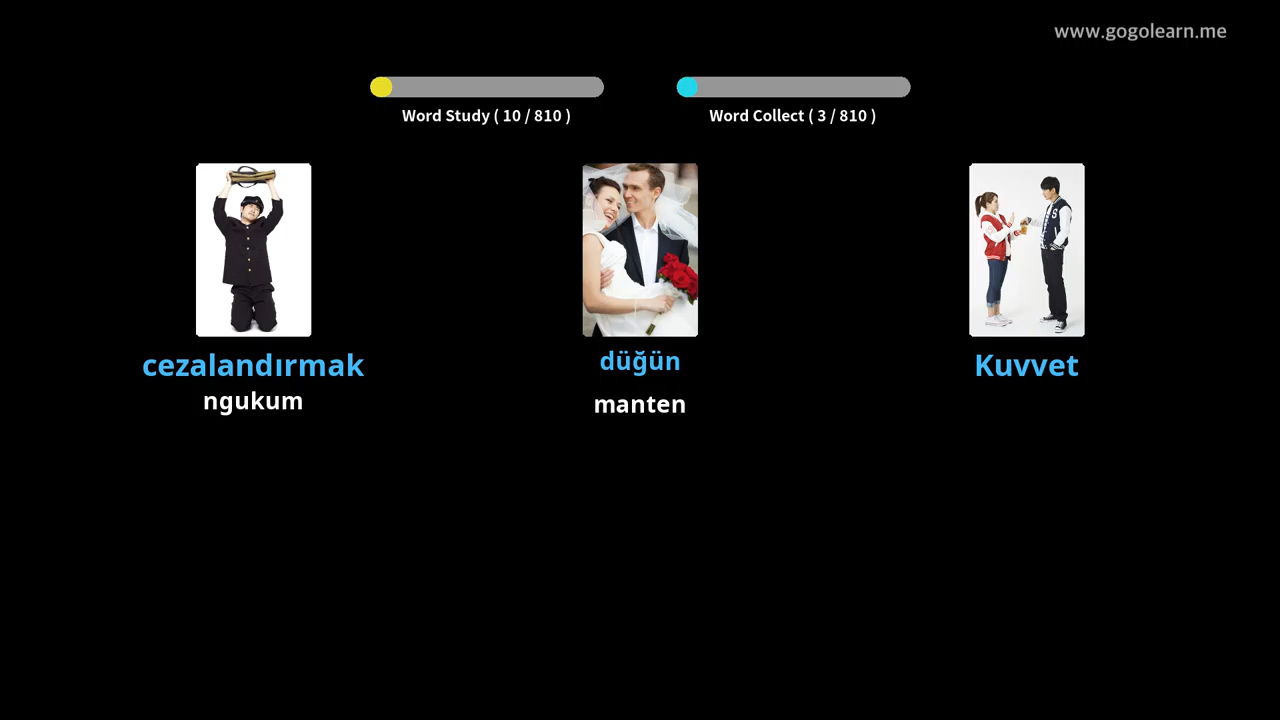 www.gogolearn.me
Word Study ( 10 / 810 )
Word Collect ( 3 / 810 )
cezalandırmak
ngukum
düğün
manten
Kuvvet